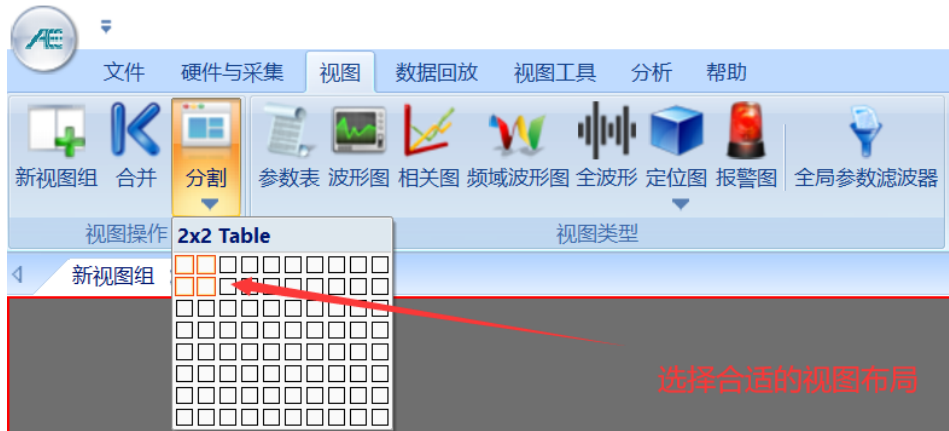 AE
文件 硬件与采集 视图 数据回放 视图工具 分析 帮助
新视图组 合并 分割 参数表 波形图 相关图 频域波形图 全波形 定位图 报警图 全局参数滤波器
视图操作 视图类型
2x2 Table
新视图组
选择合适的视图布局